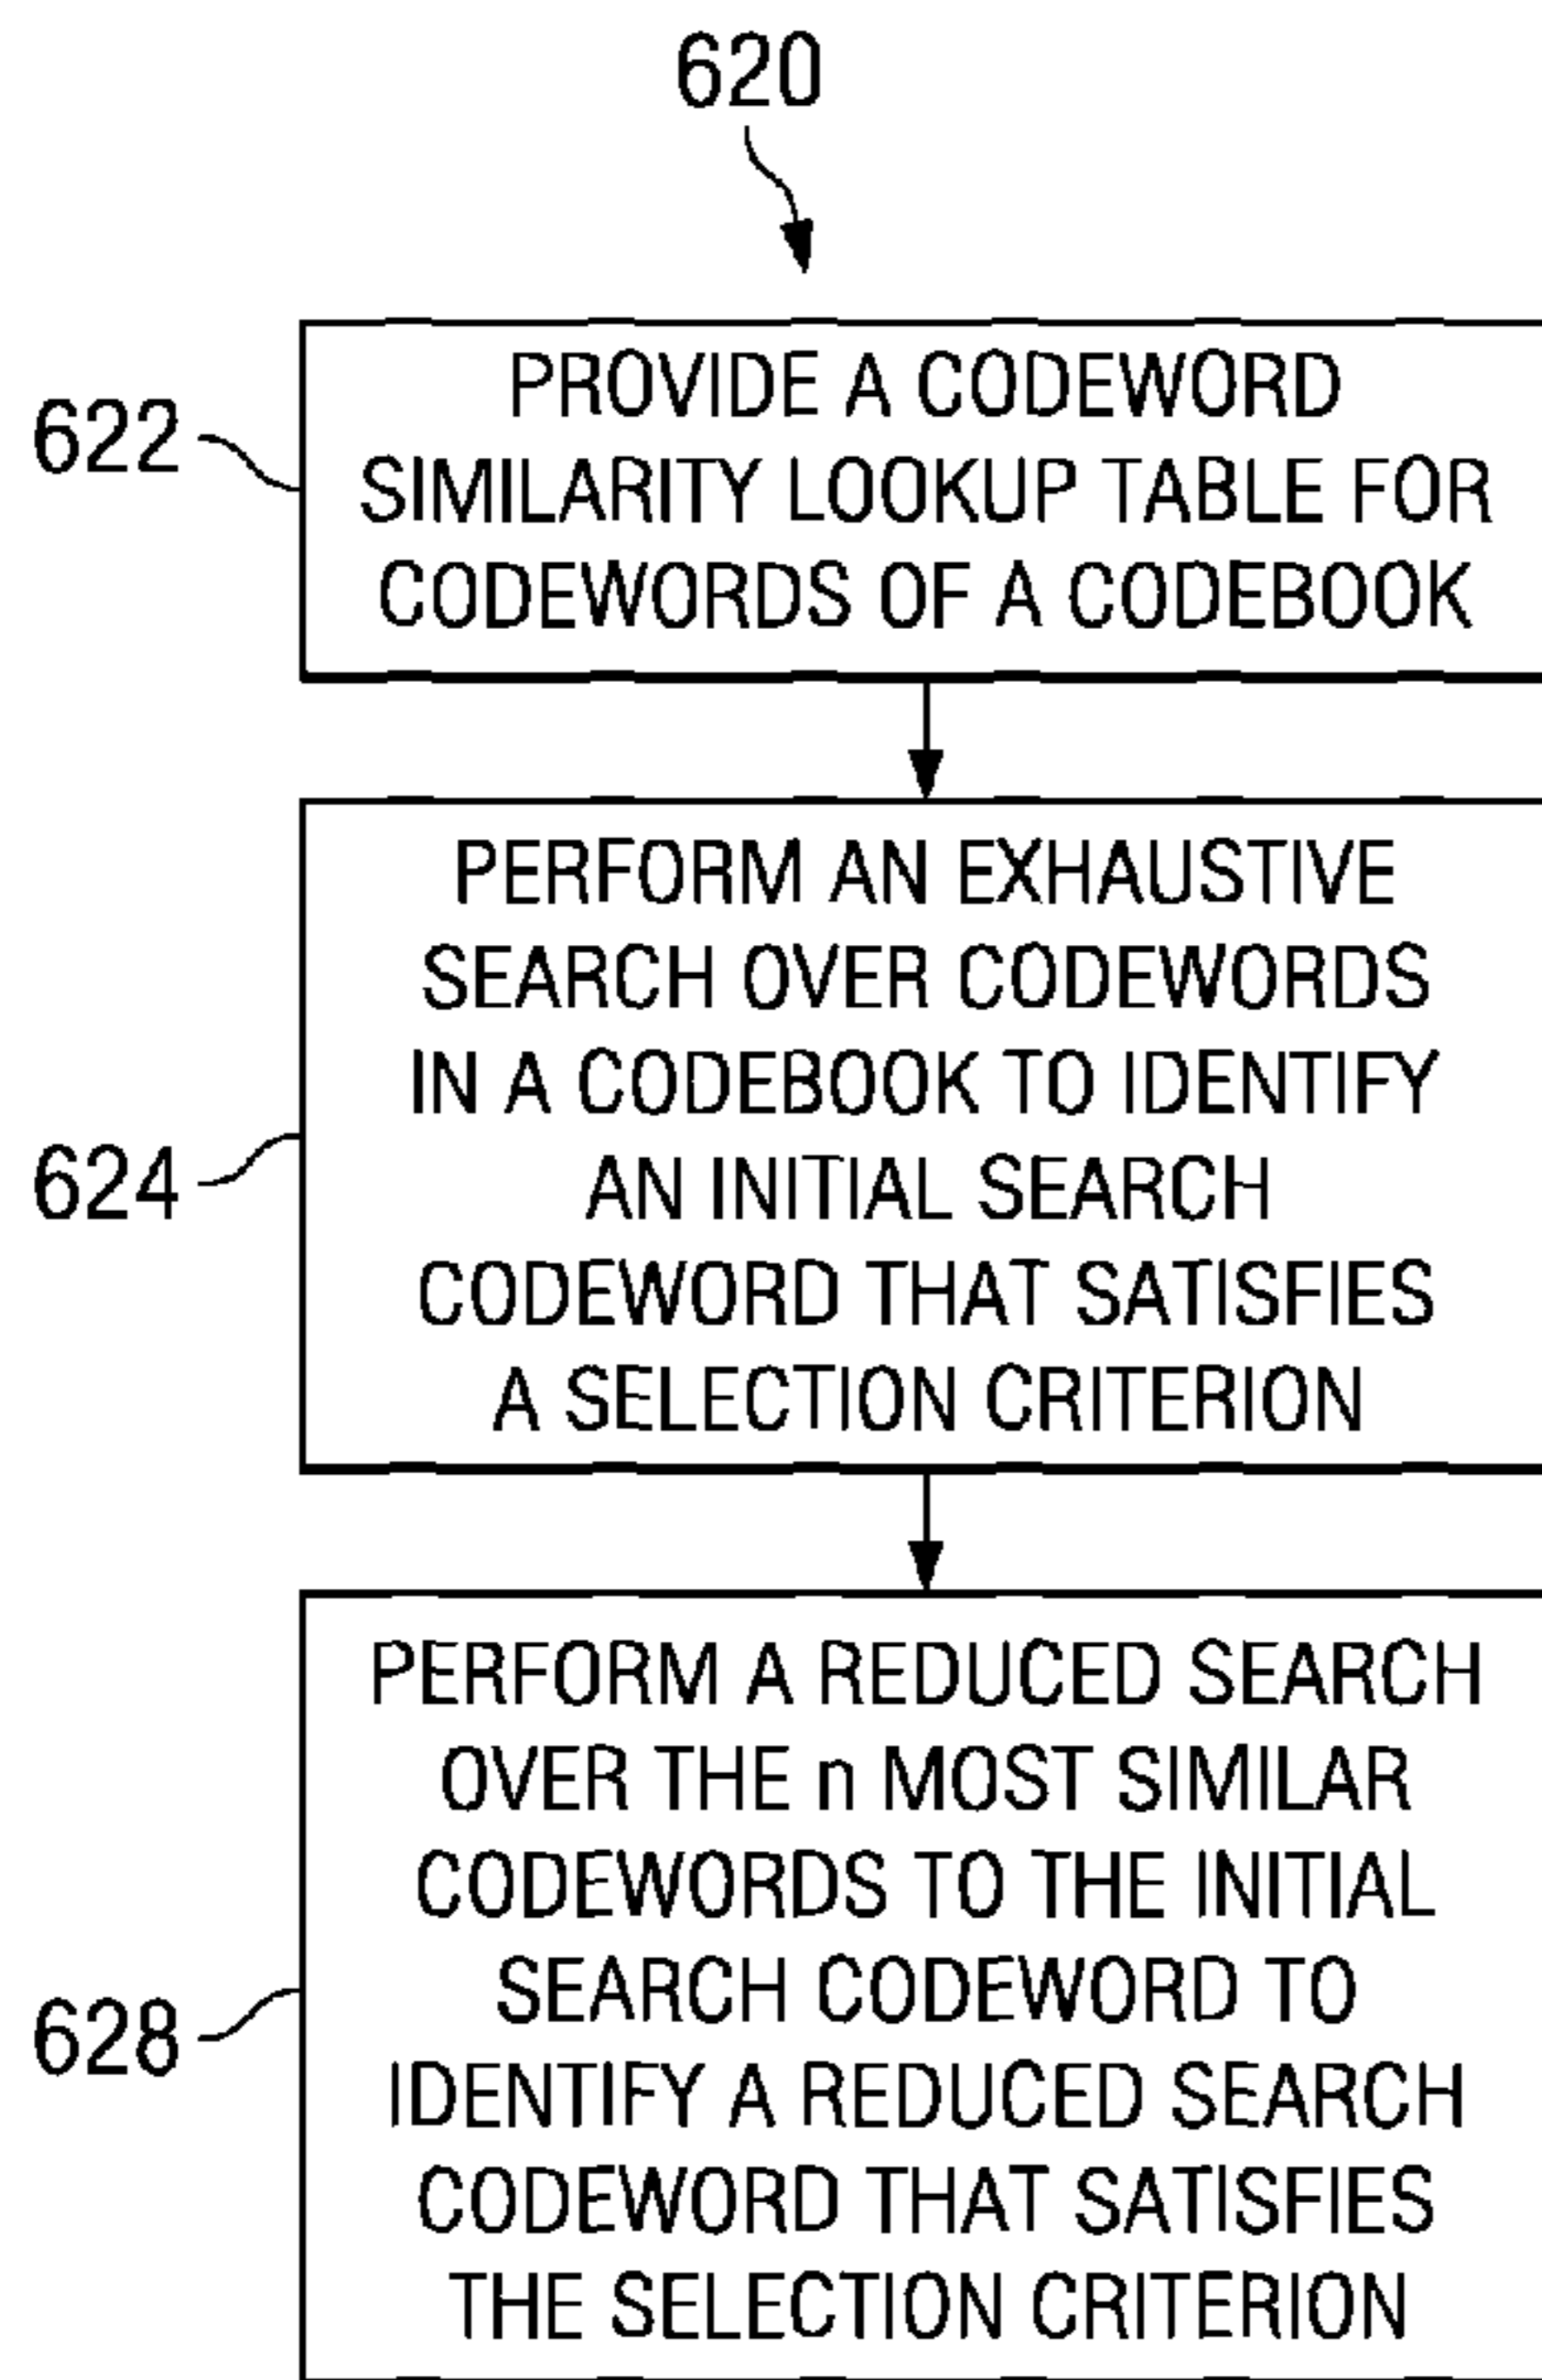 620
622
PROVIDE A CODEWORD
SIMILARITY LOOKUP TABLE FOR
CODEWORDS OF A CODEBOOK
624
PERFORM AN EXHAUSTIVE
SEARCH OVER CODEWORDS
IN A CODEBOOK TO IDENTIFY
AN INITIAL SEARCH
CODEWORD THAT SATISFIES
A SELECTION CRITERION
628
PERFORM A REDUCED SEARCH
OVER THE n MOST SIMILAR
CODEWORDS TO THE INITIAL
SEARCH CODEWORD TO
IDENTIFY A REDUCED SEARCH
CODEWORD THAT SATISFIES
THE SELECTION CRITERION